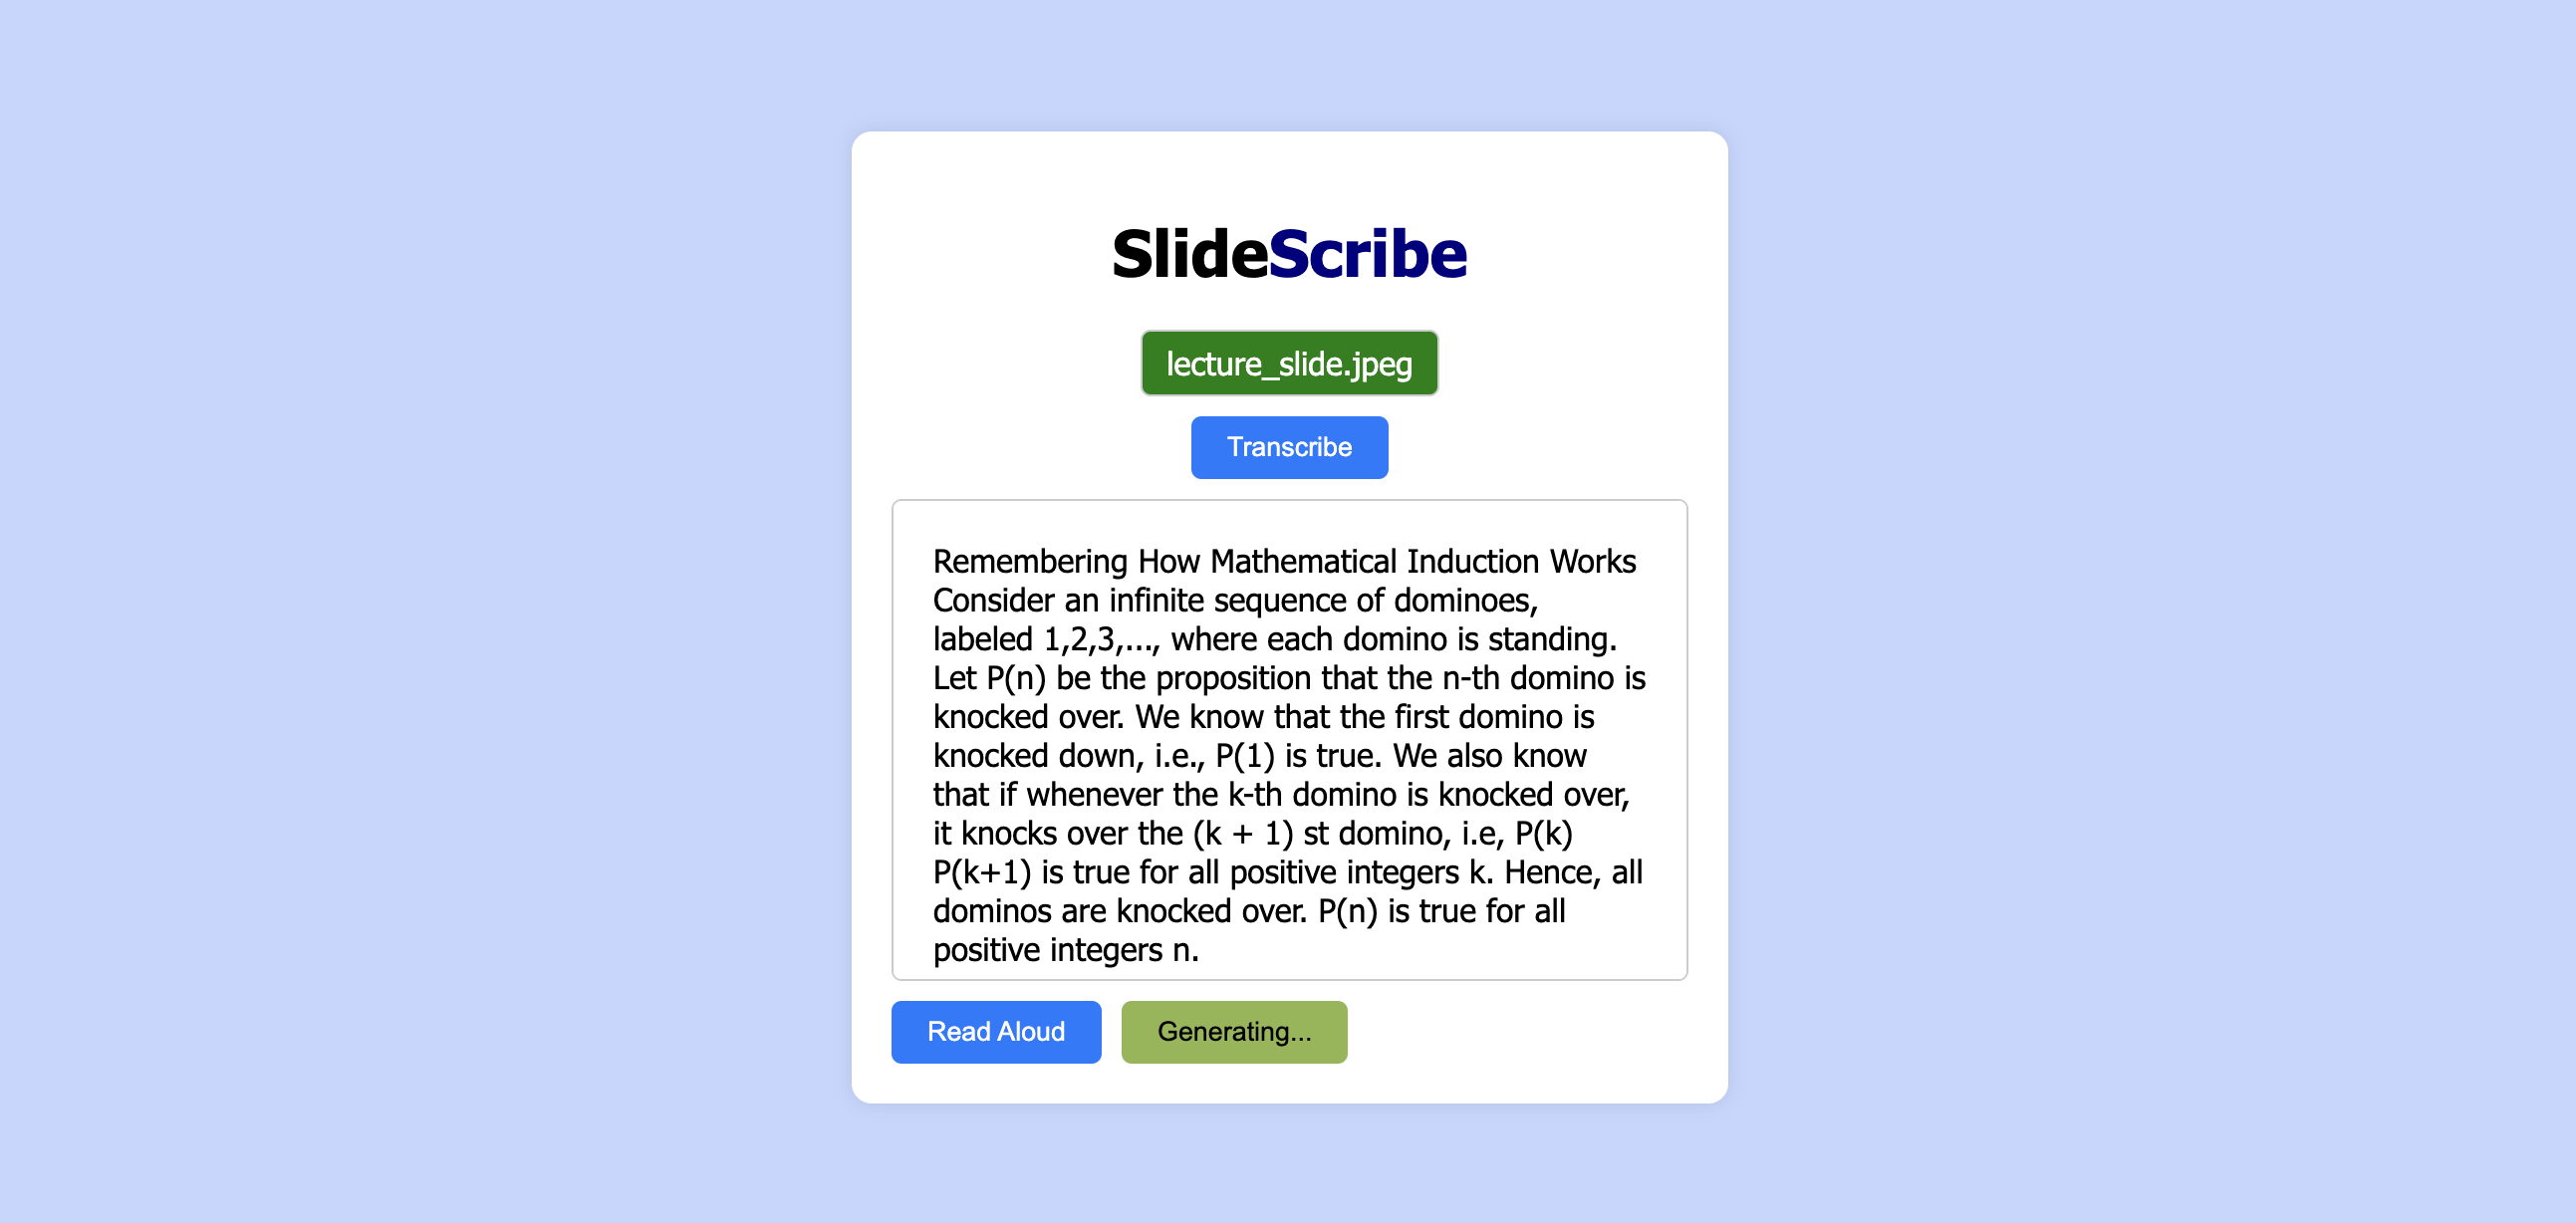 SlideScribe
lecture_slide.jpeg
Transcribe
Remembering How Mathematical Induction Works
Consider an infinite sequence of dominoes,
labeled 1,2,3,..., where each domino is standing.
Let P(n) be the proposition that the n-th domino is
knocked over. We know that the first domino is
knocked down, i.e., P(1) is true. We also know
that if whenever the k-th domino is knocked over,
it knocks over the (k + 1) st domino, i.e, P(k)
P(k+1) is true for all positive integers k. Hence, all
dominos are knocked over. P(n) is true for all
positive integers n.
Read Aloud
Generating...